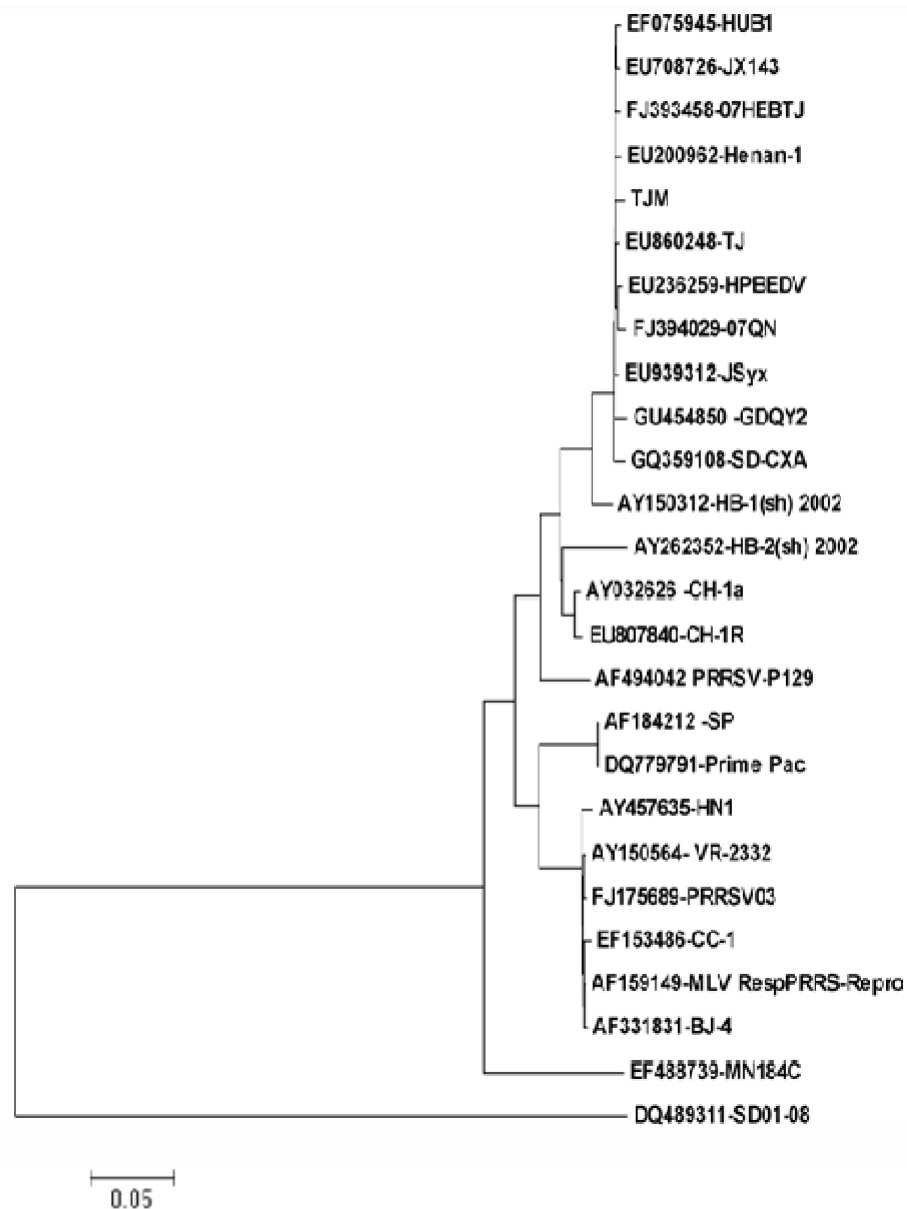 EF075945-HUB1
EU708726-JX143
FJ393458-07HEBTJ
EU200962-Henan-1
TJM
EU860248-TJ
EU236259-HPBEDV
FJ394029-07QN
EU939312-JSyx
GU454850 -GDQY2
GQ359108-SD-CXA
AY150312-HB-1(sh) 2002
AY262352-HB-2(sh) 2002
AY032626 -CH-1a
EU807840-CH-1R
AF494042 PRRSV-P129
AF184212 -SP
DQ779791-Prime Pac
AY457635-HN1
AY150564- VR-2332
FJ175689-PRRSV03
EF153486-CC-1
AF159149-MLV RespPRRS-Repro
AF331831-BJ-4
EF488739-MN184C
DQ489311-SD01-08
0.05